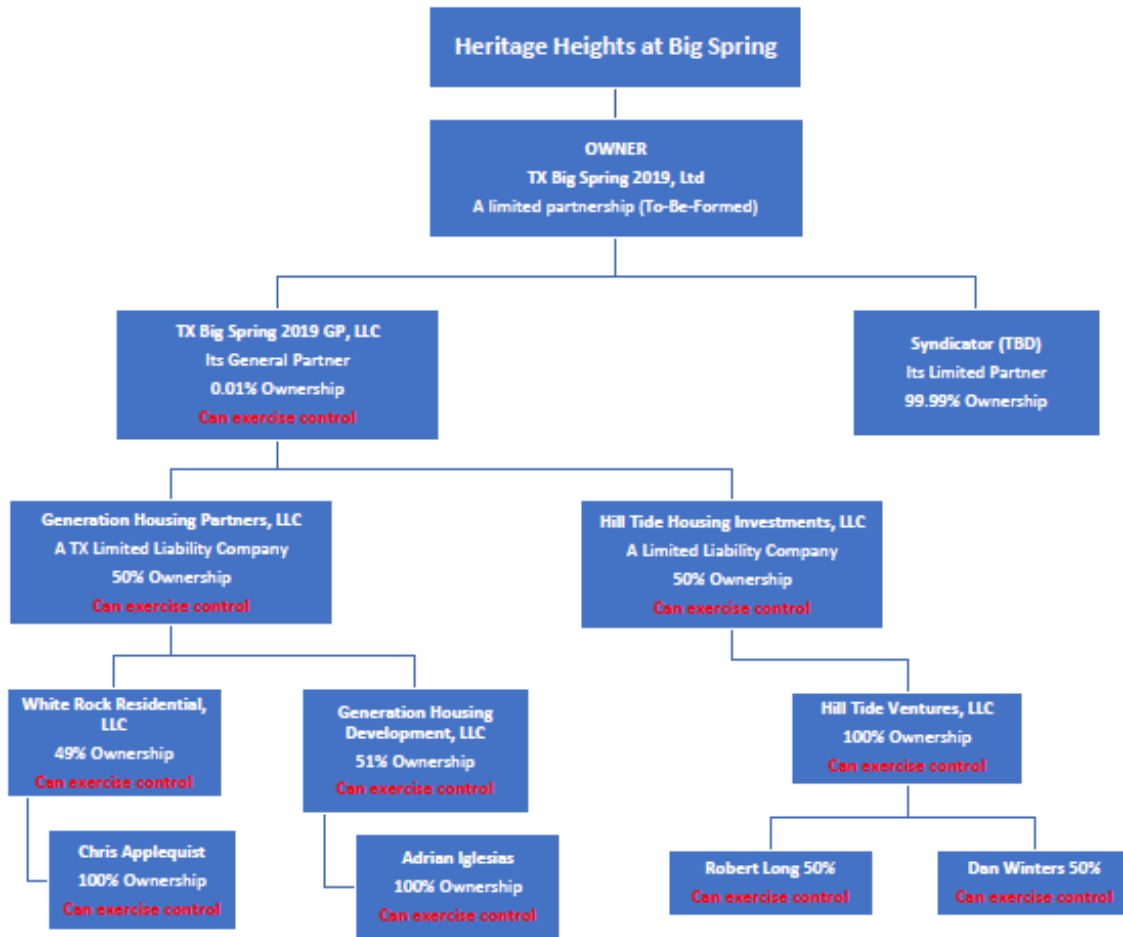 Heritage Heights at Big Spring
OWNER
TX Big Spring 2019, Ltd
A limited partnership (To-Be-Formed)
TX Big Spring 2019 GP, LLC
Its General Partner
0.01% Ownership
Can exercise control
Syndicator (TBD)
Its Limited Partner
99.99% Ownership
Generation Housing Partners, LLC
A TX Limited Liability Company
50% Ownership
Can exercise control
Hill Tide Housing Investments, LLC
A Limited Liability Company
50% Ownership
Can exercise control
White Rock Residential,
LLC
49% Ownership
Can exercise control
Generation Housing
Development, LLC
51% Ownership
Can exercise control
Hill Tide Ventures, LLC
100% Ownership
Can exercise control
Chris Applequist
100% Ownership
Can exercise control
Adrian Iglesias
100% Ownership
Can exercise control
Robert Long 50%
Can exercise control
Dan Winters 50%
Can exercise control